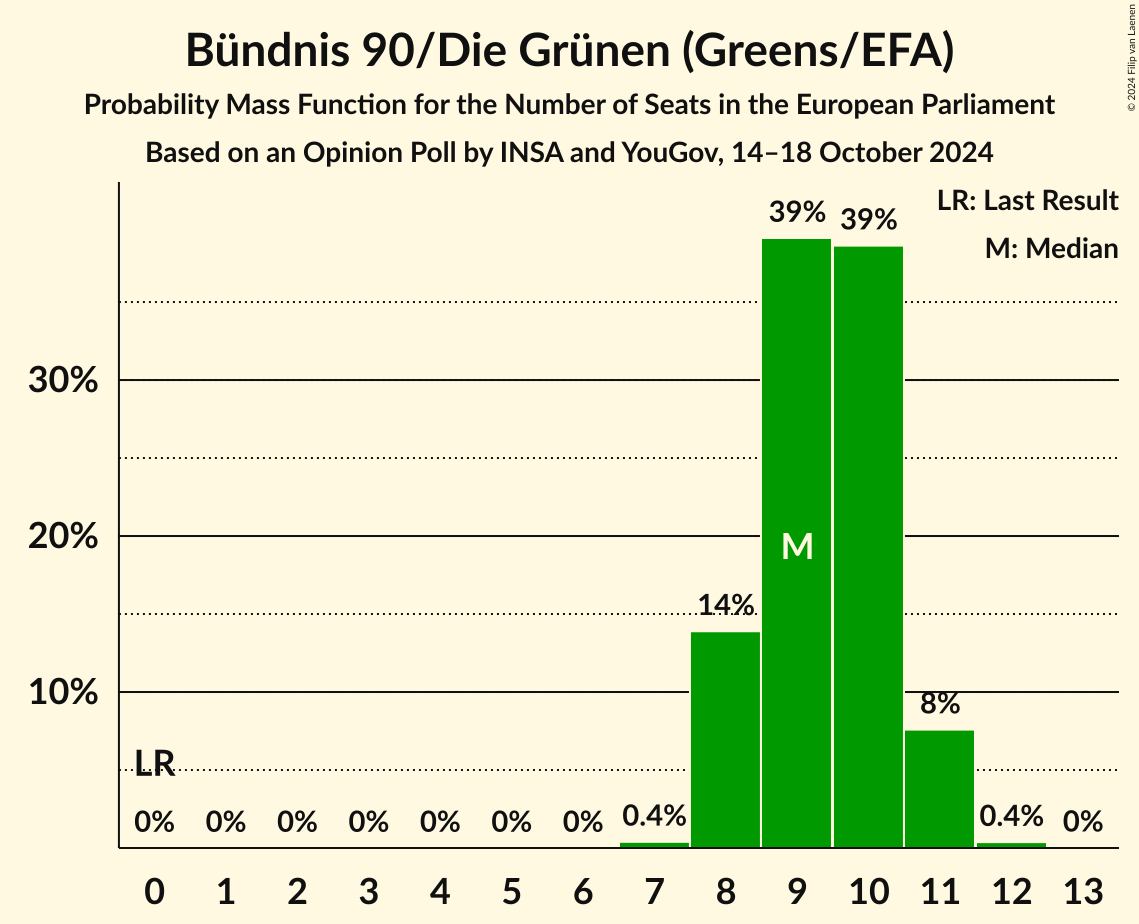 Bündnis 90/Die Grünen (Greens/EFA)
Probability Mass Function for the Number of Seats in the European Parliament
Based on an Opinion Poll by INSA and YouGov, 14–18 October 2024
© 2024 Filip van Laenen
LR: Last Result
M: Median
39% 39%
30%
20%
M
14%
10%
8%
LR
0% 0% 0% 0% 0% 0% 0% 0.4% 0.4% 0%
0 1 2 3 4 5 6 7 8 9 10 11 12 13